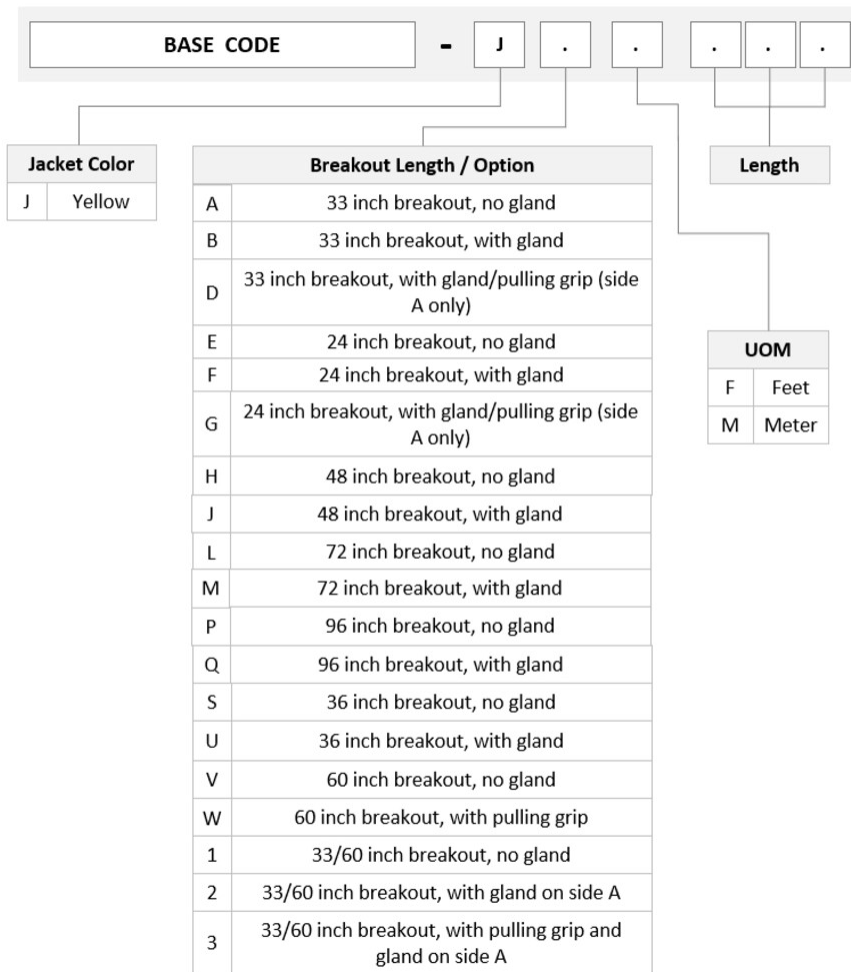 BASE CODE - J . . . . .
Jacket Color
J Yellow
Breakout Length / Option
A 33 inch breakout, no gland
B 33 inch breakout, with gland
D 33 inch breakout, with gland/pulling grip (side
A only)
E 24 inch breakout, no gland
F 24 inch breakout, with gland
G 24 inch breakout, with gland/pulling grip (side
A only)
H 48 inch breakout, no gland
J 48 inch breakout, with gland
L 72 inch breakout, no gland
M 72 inch breakout, with gland
P 96 inch breakout, no gland
Q 96 inch breakout, with gland
S 36 inch breakout, no gland
U 36 inch breakout, with gland
V 60 inch breakout, no gland
W 60 inch breakout, with pulling grip
1 33/60 inch breakout, no gland
2 33/60 inch breakout, with gland on side A
3 33/60 inch breakout, with pulling grip and
gland on side A
Length
UOM
F Feet
M Meter